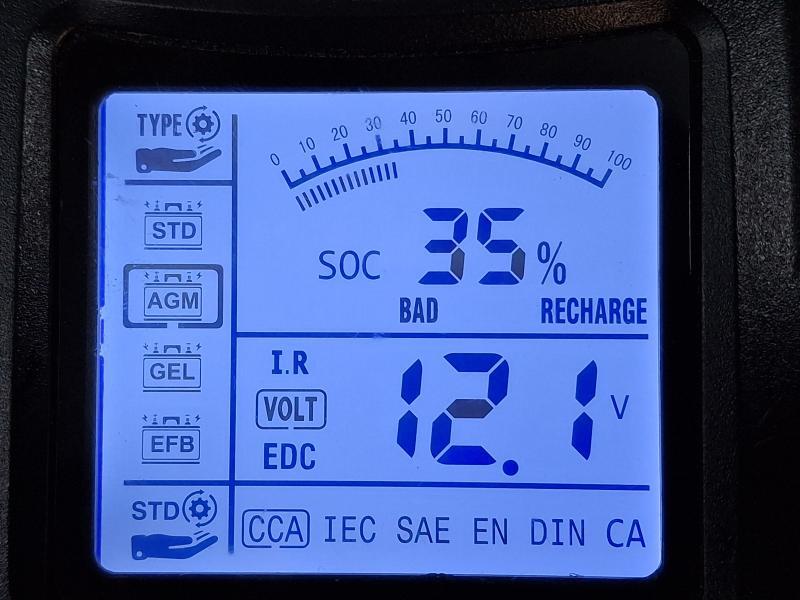 TYPE
0 10 20 30 40 50 60 70 80 90 100
STD
AGM
GEL
EFB
STD
SOC 35%
BAD RECHARGE
I.R
VOLT
EDC
12.1 V
CCA IEC SAE EN DIN CA